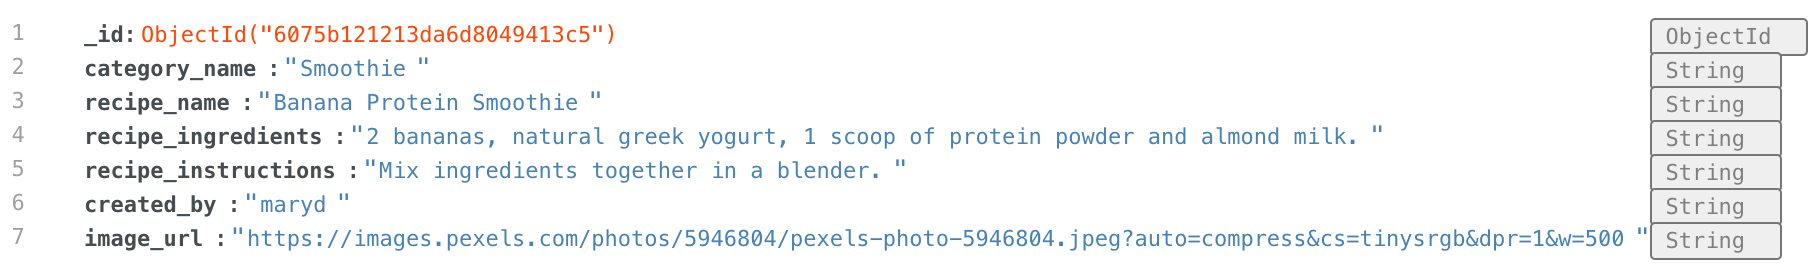 1 _id: ObjectId("6075b121213da6d8049413c5") ObjectId
2 category_name : "Smoothie " String
3 recipe_name : "Banana Protein Smoothie " String
4 recipe_ingredients : "2 bananas, natural greek yogurt, 1 scoop of protein powder and almond milk. " String
5 recipe_instructions : "Mix ingredients together in a blender. " String
6 created_by : "maryd " String
7 image_url : "https://images.pexels.com/photos/5946804/pexels-photo-5946804.jpeg?auto=compress&cs=tinysrgb&dpr=1&w=500 " String